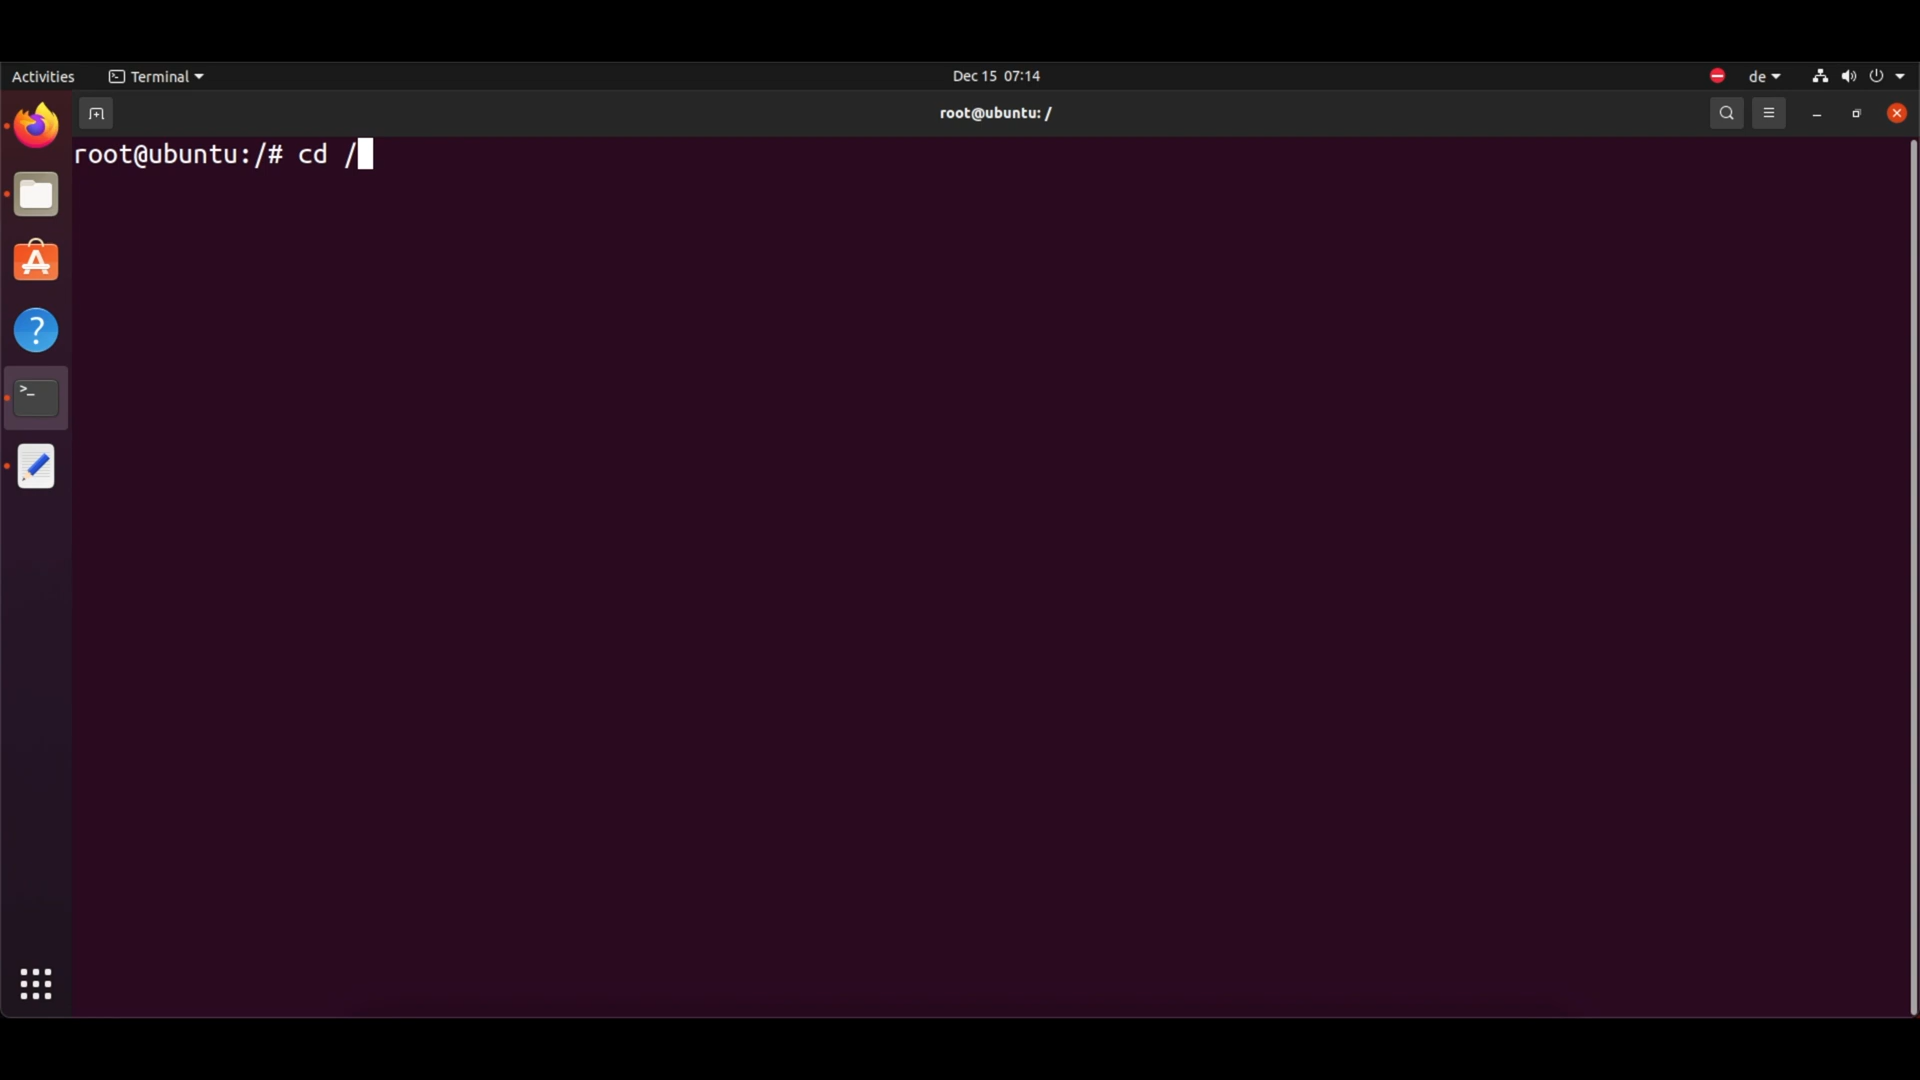 Activities Terminal Dec 15 07:14 de
root@ubuntu: /
root@ubuntu:/# cd /